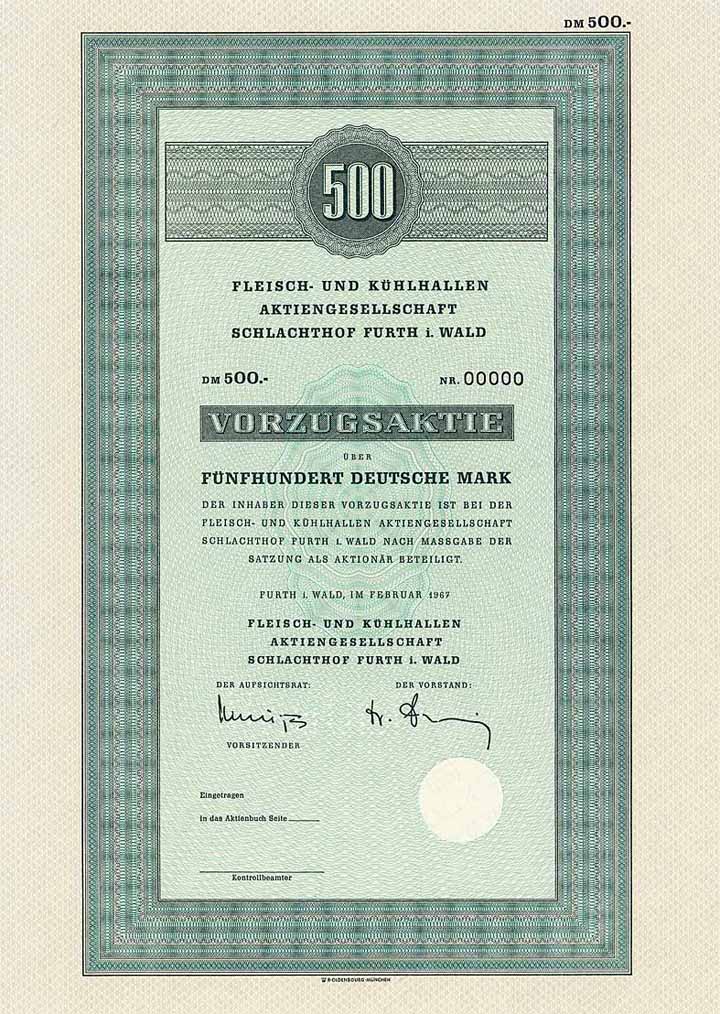 DM 500.-
500
FLEISCH- UND KÜHLHALLEN
AKTIENGESELLSCHAFT
SCHLACHTHOF FURTH i. WALD
DM 500.- NR. 00000
VORZUGSAKTIE
ÜBER
FÜNFHUNDERT DEUTSCHE MARK
DER INHABER DIESER VORZUGSAKTIE IST BEI DER
FLEISCH- UND KÜHLHALLEN AKTIENGESELLSCHAFT
SCHLACHTHOF FURTH i. WALD NACH MASSGABE DER
SATZUNG ALS AKTIONÄR BETEILIGT.
FURTH i. WALD, IM FEBRUAR 1967
FLEISCH- UND KÜHLHALLEN
AKTIENGESELLSCHAFT
SCHLACHTHOF FURTH i. WALD
DER AUFSICHTSRAT: DER VORSTAND:
VORSITZENDER
Eingetragen
in das Aktienbuch Seite
Kontrollbeamter
R·OLDENBOURG·MÜNCHEN